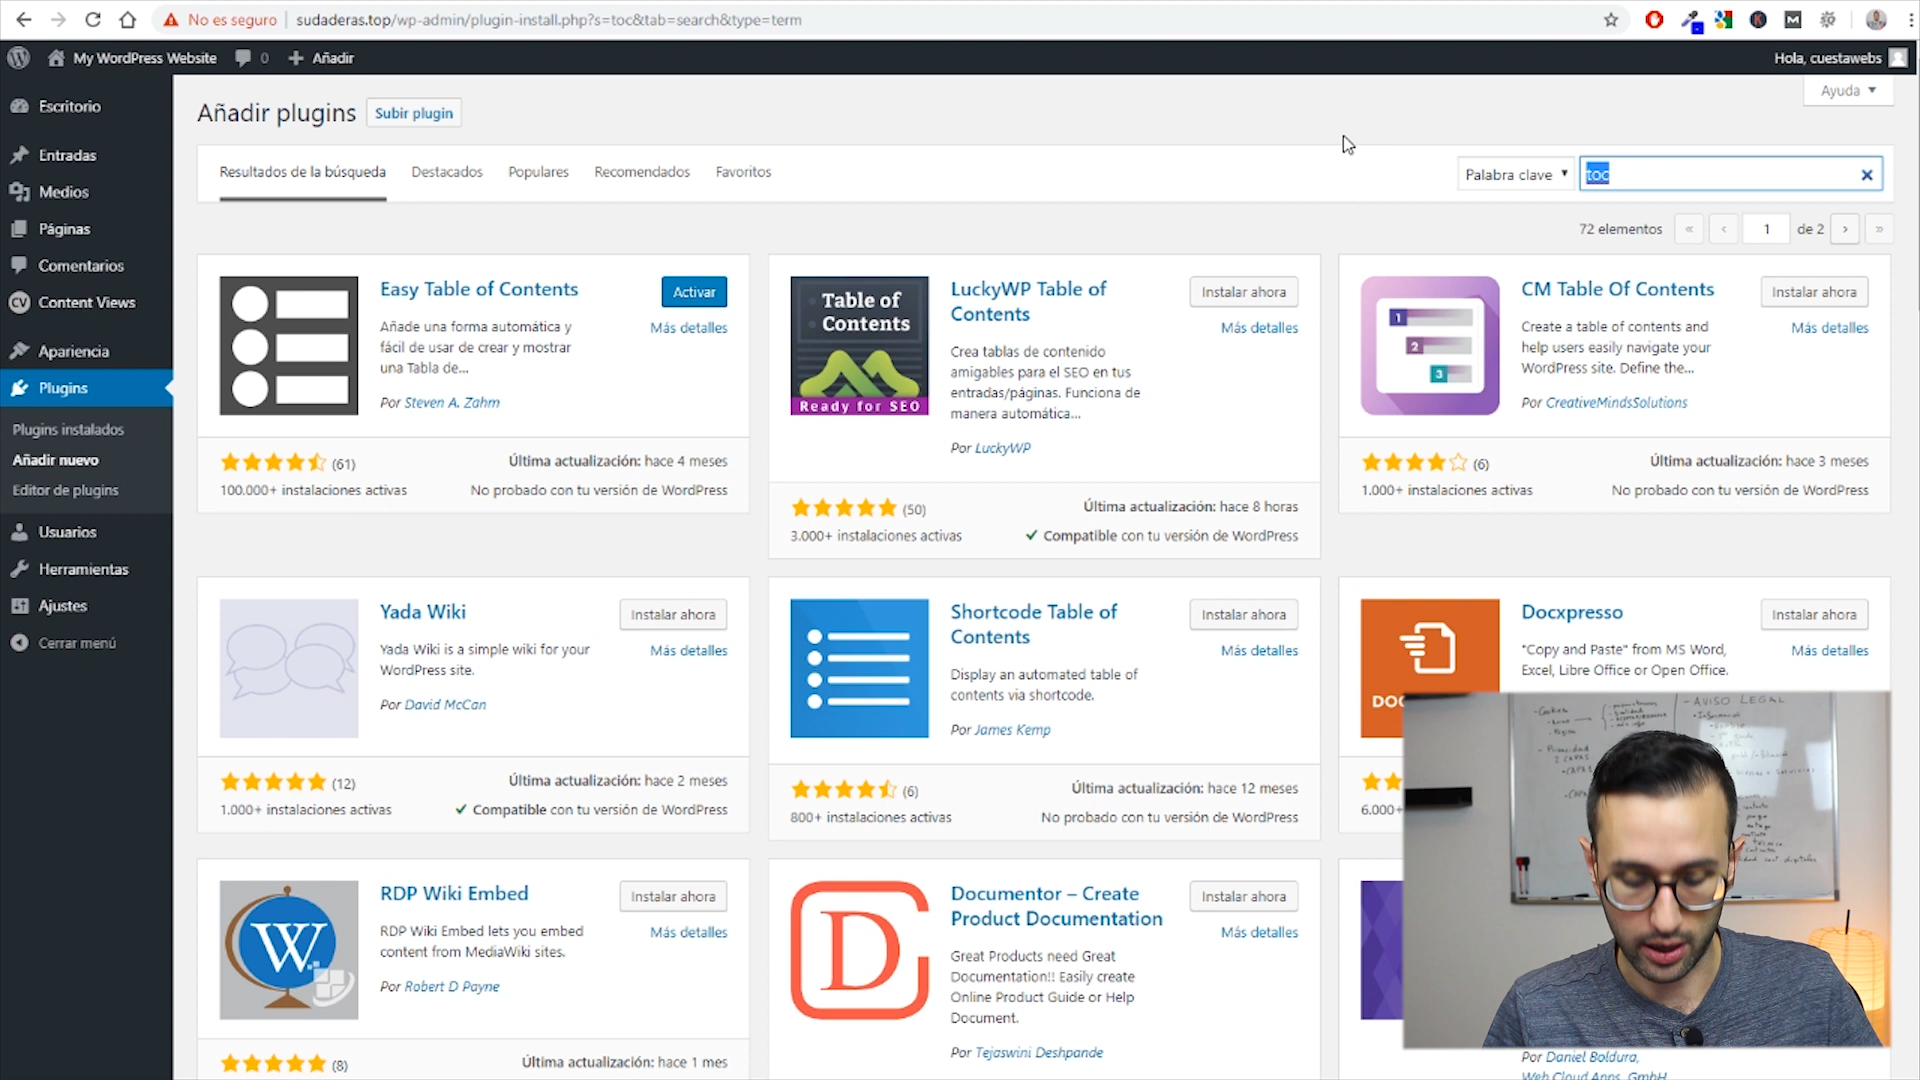 No es seguro
sudaderas.top/wp-admin/plugin-install.php?s=toc&tab=search&type=term
My WordPress Website
0
Añadir
Hola, cuestawebs
Escritorio
Entradas
Medios
Páginas
Comentarios
Content Views
Apariencia
Plugins
Plugins instalados
Añadir nuevo
Editor de plugins
Usuarios
Herramientas
Ajustes
Cerrar menú
Ayuda
Añadir plugins
Subir plugin
Resultados de la búsqueda
Destacados
Populares
Recomendados
Favoritos
Palabra clave
toc
72 elementos
«
‹
1
de 2
›
»
Easy Table of Contents
Activar
Más detalles
Añade una forma automática y
fácil de usar de crear y mostrar
una Tabla de...
Por Steven A. Zahm
(61)
Última actualización: hace 4 meses
100.000+ instalaciones activas
No probado con tu versión de WordPress
Table of
Contents
Ready for SEO
LuckyWP Table of
Contents
Instalar ahora
Más detalles
Crea tablas de contenido
amigables para el SEO en tus
entradas/páginas. Funciona de
manera automática...
Por LuckyWP
(50)
Última actualización: hace 8 horas
3.000+ instalaciones activas
Compatible con tu versión de WordPress
1
2
3
CM Table Of Contents
Instalar ahora
Más detalles
Create a table of contents and
help users easily navigate your
WordPress site. Define the...
Por CreativeMindsSolutions
(6)
Última actualización: hace 3 meses
1.000+ instalaciones activas
No probado con tu versión de WordPress
Yada Wiki
Instalar ahora
Más detalles
Yada Wiki is a simple wiki for your
WordPress site.
Por David McCan
(12)
Última actualización: hace 2 meses
1.000+ instalaciones activas
Compatible con tu versión de WordPress
Shortcode Table of
Contents
Instalar ahora
Más detalles
Display an automated table of
contents via shortcode.
Por James Kemp
(6)
Última actualización: hace 12 meses
800+ instalaciones activas
No probado con tu versión de WordPress
DOC
Docxpresso
Instalar ahora
Más detalles
"Copy and Paste" from MS Word,
Excel, Libre Office or Open Office.
6.000+
AVISO LEGAL
RDP Wiki Embed
Instalar ahora
Más detalles
RDP Wiki Embed lets you embed
content from MediaWiki sites.
Por Robert D Payne
(8)
Última actualización: hace 1 mes
D
Documentor – Create
Product Documentation
Instalar ahora
Más detalles
Great Products need Great
Documentation!! Easily create
Online Product Guide or Help
Document.
Por Tejaswini Deshpande
Por Daniel Boldura,
Web Cloud Apps, GmbH